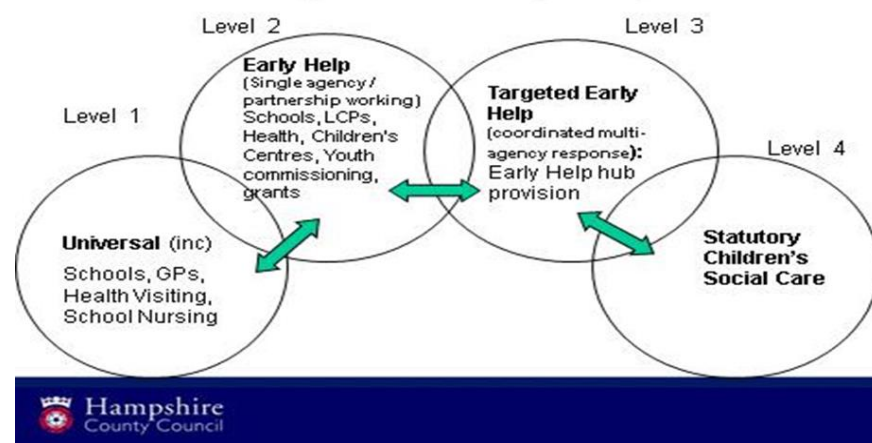 Level 2
Level 3
Early Help
(Single agency /
partnership working)
Schools, LCPs,
Health, Children's
Centres, Youth
commissioning,
grants
Targeted Early
Help
(coordinated multi-
agency response):
Early Help hub
provision
Level 1
Level 4
Universal (inc)
Schools, GPs,
Health Visiting,
School Nursing
Statutory
Children's
Social Care
Hampshire
County Council